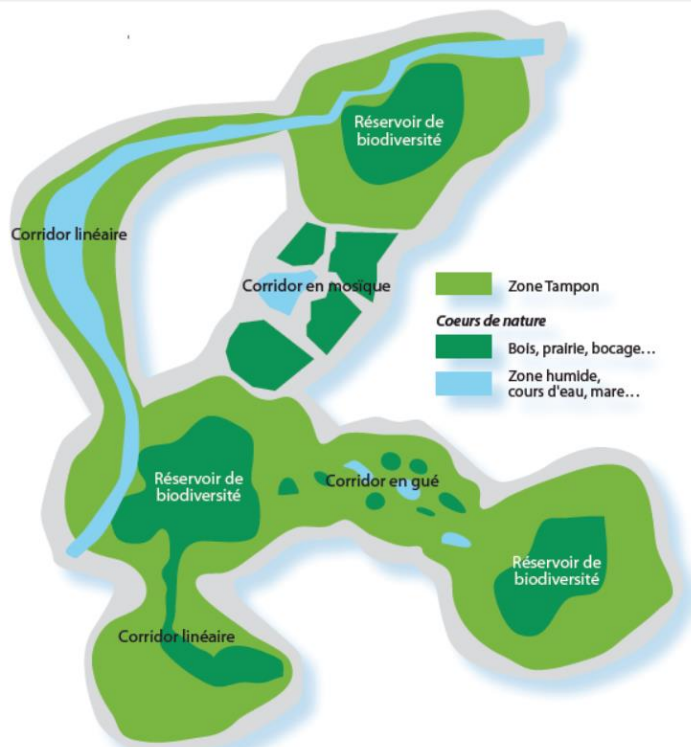 Réservoir de
biodiversité
Corridor linéaire
Corridor en mosïque
Zone Tampon
Coeurs de nature
Bois, prairie, bocage...
Zone humide,
cours d'eau, mare...
Réservoir de
biodiversité
Corridor en gué
Réservoir de
biodiversité
Corridor linéaire